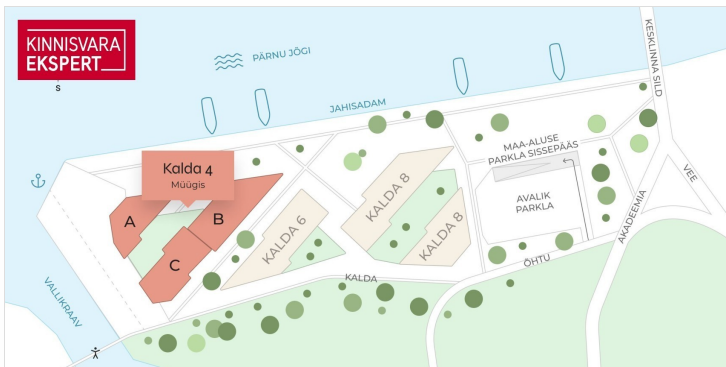 KINNISVARA
EKSPERT
S
PÄRNU JÕGI
JAHISADAM
KESKLINNA SILD
MAA-ALUSE
PARKLA SISSEPÄÄS
VEE
Kalda 4
Müügis
A
B
C
KALDA 6
KALDA 8
KALDA 8
AVALIK
PARKLA
AKADEEMIA
ÕHTU
KALDA
VALLIKRAAV